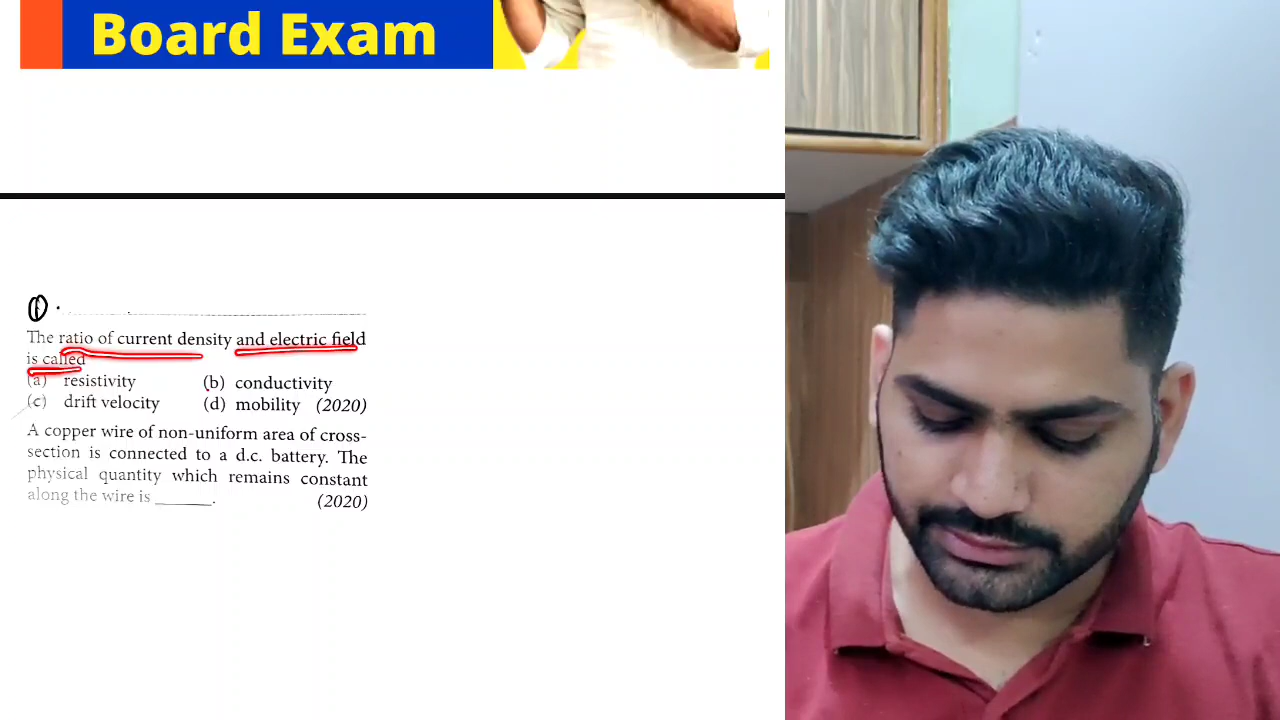 Board Exam
①.
The ratio of current density and electric field
is called
(a) resistivity (b) conductivity
(c) drift velocity (d) mobility (2020)
A copper wire of non-uniform area of cross-
section is connected to a d.c. battery. The
physical quantity which remains constant
along the wire is ______. (2020)